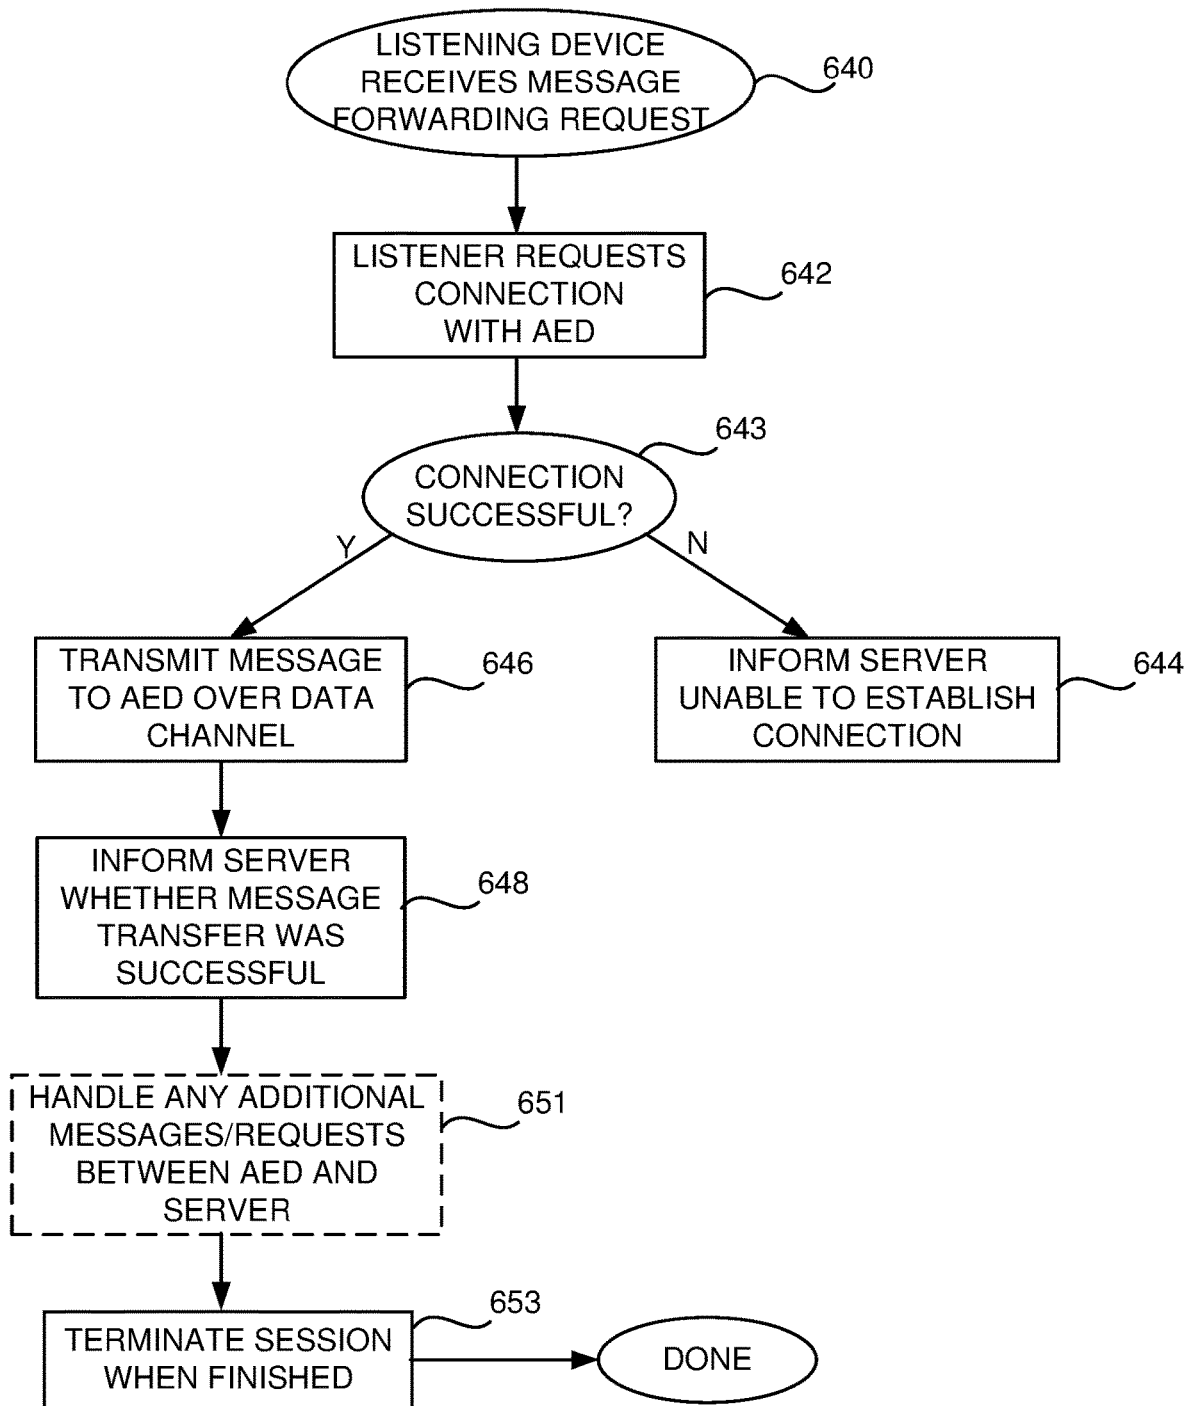 LISTENING DEVICE
RECEIVES MESSAGE
FORWARDING REQUEST
640
LISTENER REQUESTS
CONNECTION
WITH AED
642
643
CONNECTION
SUCCESSFUL?
Y
N
TRANSMIT MESSAGE
TO AED OVER DATA
CHANNEL
646
INFORM SERVER
UNABLE TO ESTABLISH
CONNECTION
644
INFORM SERVER
WHETHER MESSAGE
TRANSFER WAS
SUCCESSFUL
648
HANDLE ANY ADDITIONAL
MESSAGES/REQUESTS
BETWEEN AED AND
SERVER
651
653
TERMINATE SESSION
WHEN FINISHED
DONE